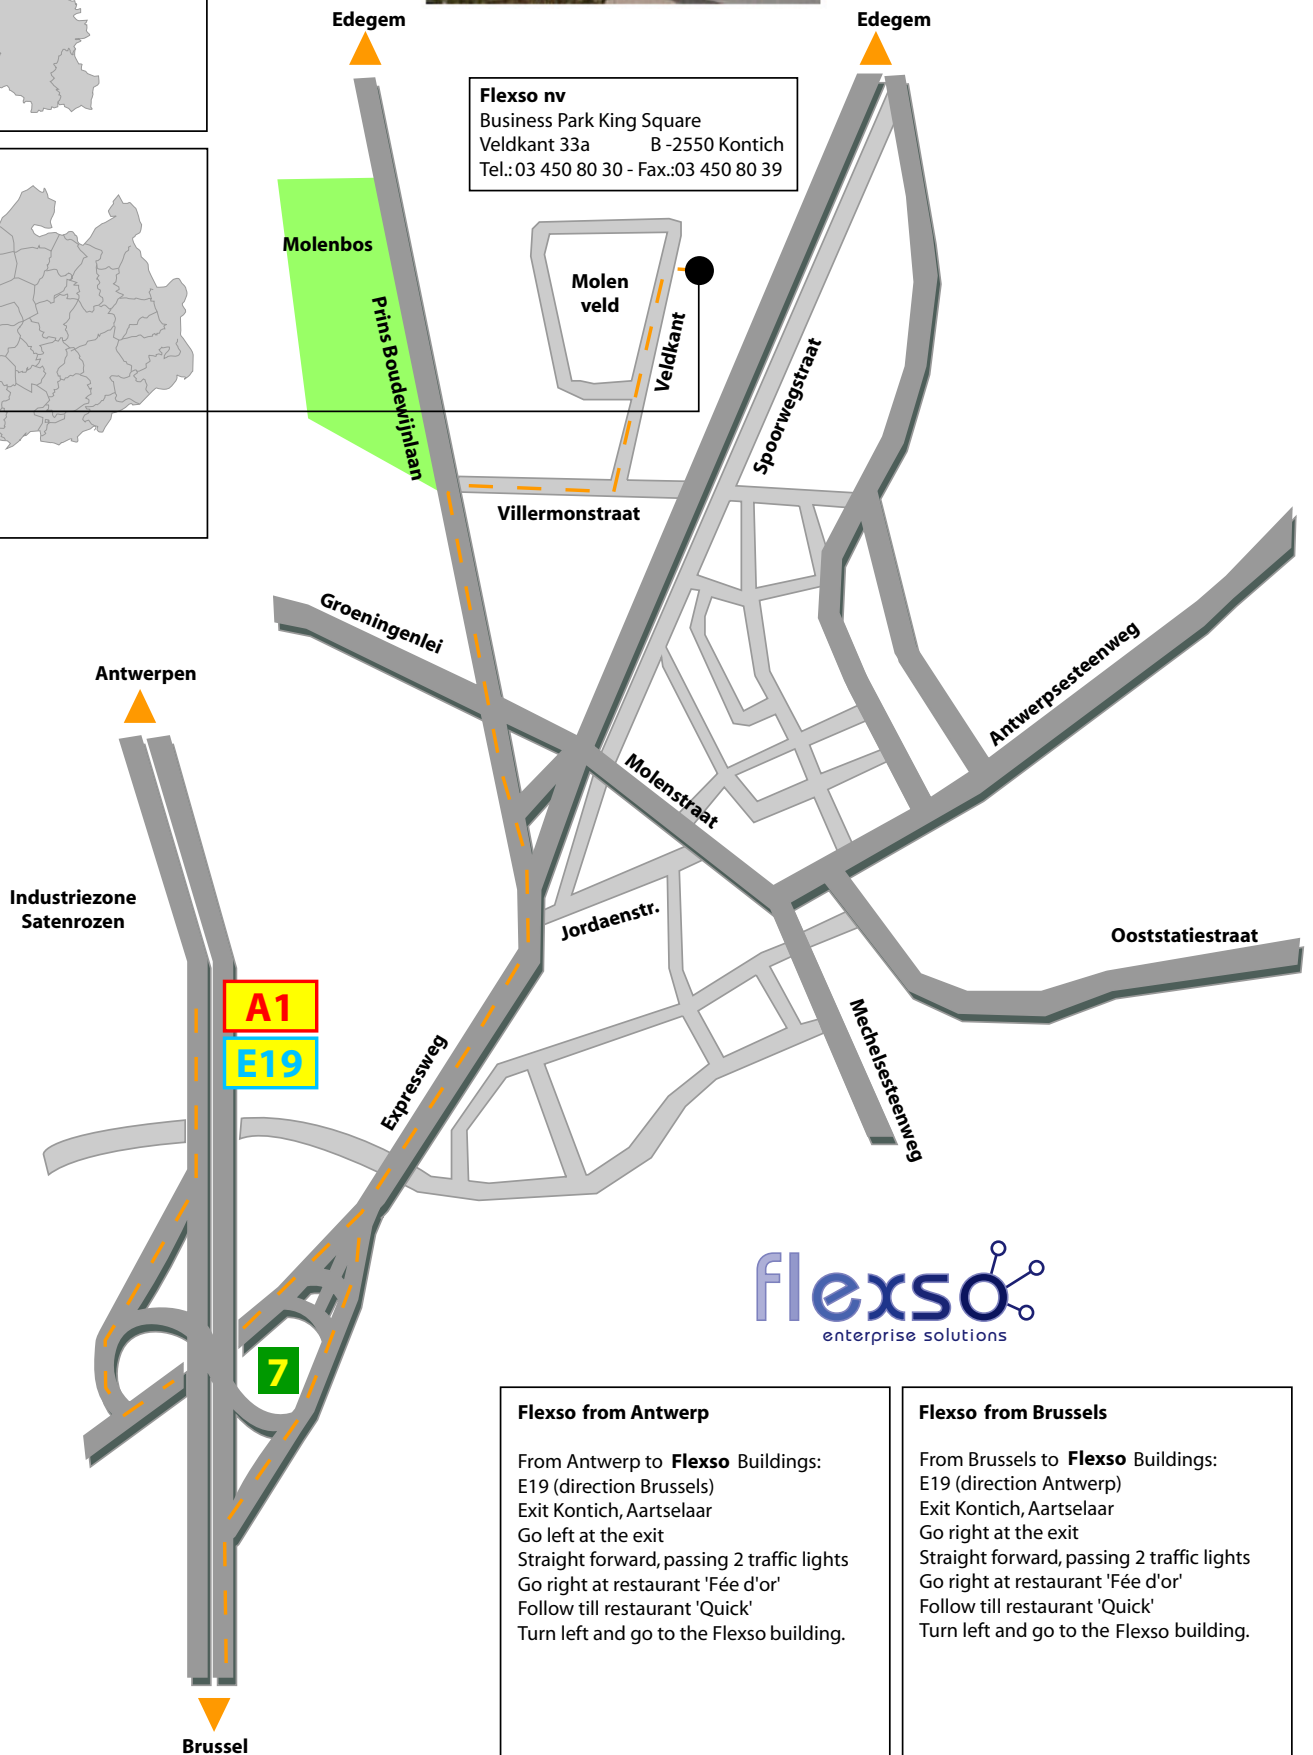 Edegem
Edegem
Flexso nv
Business Park King Square
Veldkant 33a B -2550 Kontich
Tel.: 03 450 80 30 - Fax.:03 450 80 39
Molenbos
Molen
veld
Prins Boudewijnlaan
Veldkant
Spoorwegstraat
Villermonstraat
Groeningenlei
Antwerpsesteenweg
Antwerpen
Molenstraat
Industriezone
Satenrozen
Jordaenstr.
Ooststatiestraat
A1
E19
Expressweg
Mechelsesteenweg
flexso
enterprise solutions
7
Flexso from Antwerp
From Antwerp to Flexso Buildings:
E19 (direction Brussels)
Exit Kontich, Aartselaar
Go left at the exit
Straight forward, passing 2 traffic lights
Go right at restaurant 'Fée d'or'
Follow till restaurant 'Quick'
Turn left and go to the Flexso building.
Flexso from Brussels
From Brussels to Flexso Buildings:
E19 (direction Antwerp)
Exit Kontich, Aartselaar
Go right at the exit
Straight forward, passing 2 traffic lights
Go right at restaurant 'Fée d'or'
Follow till restaurant 'Quick'
Turn left and go to the Flexso building.
Brussel